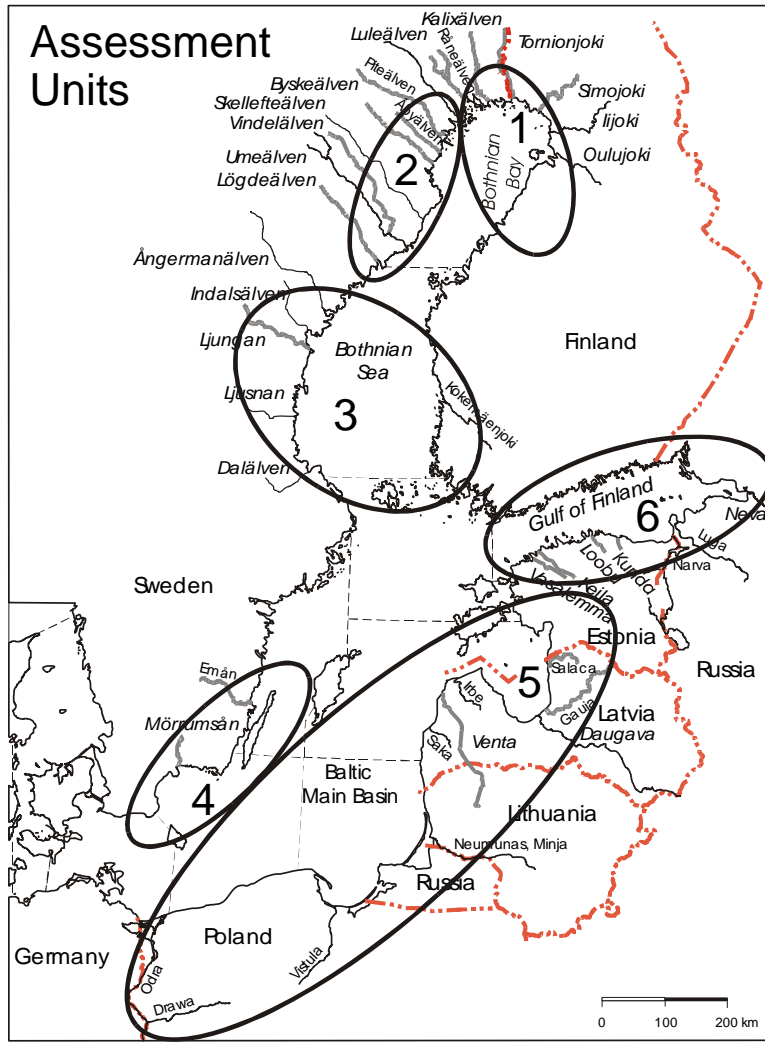 Assessment
Units
Kalixälven
Luleälven
Råneälven
Tornionjoki
Piteälven
Byskeälven
Åbyälven
Simojoki
Skellefteälven
Iijoki
Vindelälven
1
Oulujoki
Umeälven
2
Bothnian
Bay
Lögdeälven
Ångermanälven
Indalsälven
Ljungan
Bothnian
Sea
Finland
3
Ljusnan
Kokemäenjoki
Dalälven
Gulf of Finland
6
Neva
Luga
Narva
Kunda
Loobu
Keila
Vasalemma
Sweden
Estonia
Russia
Emån
5
Salaca
Mörrumsån
Irbe
Gauja
Latvia
Daugava
Saka
Venta
4
Baltic
Main Basin
Lithuania
Neumunas, Minja
Russia
Poland
Germany
Odra
Vistula
Drawa
0 100 200 km